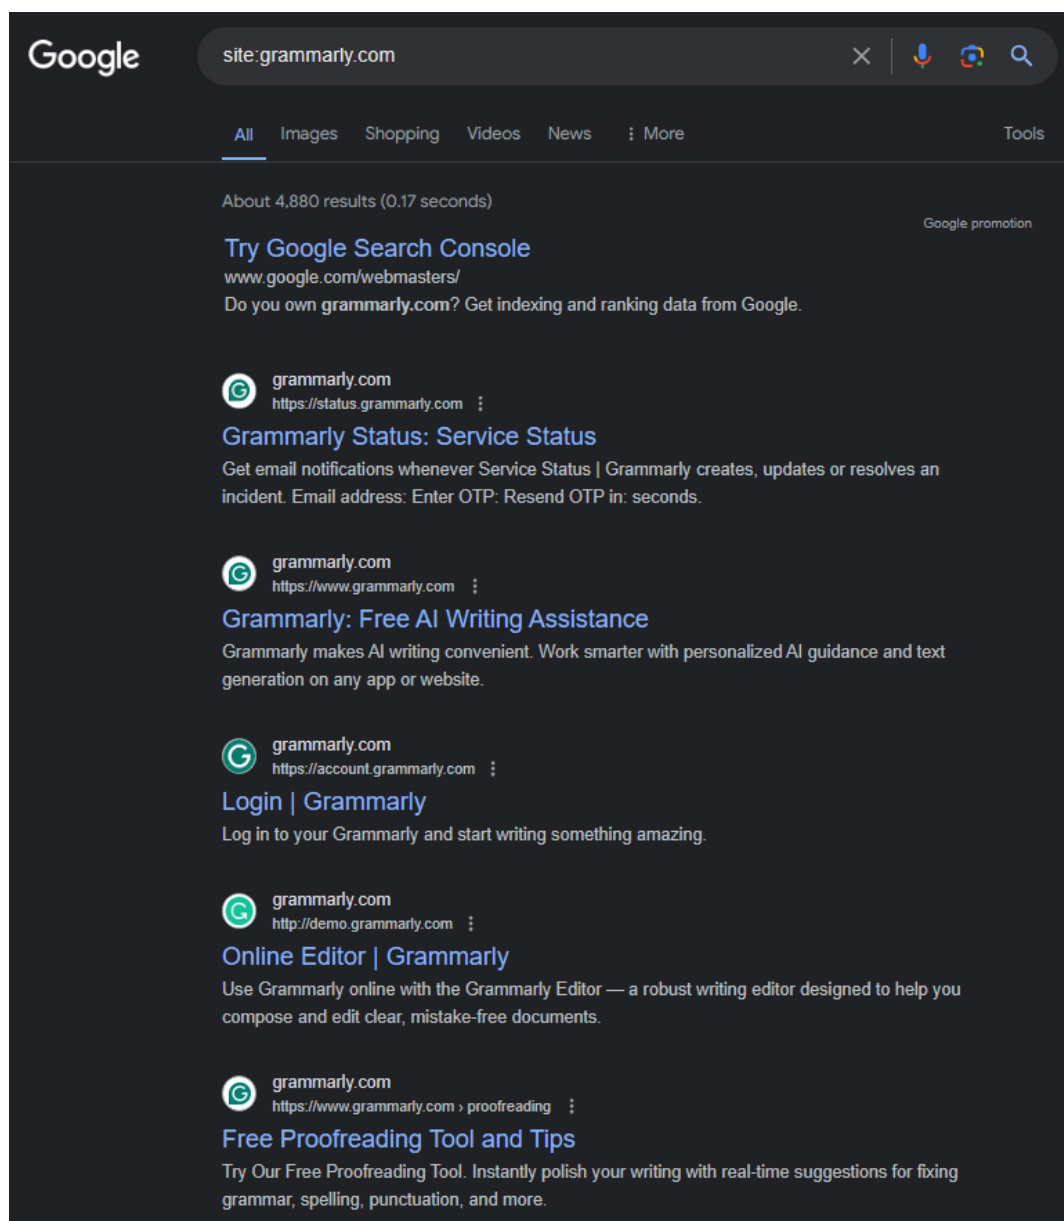 Google
site:grammarly.com
All Images Shopping Videos News More Tools
About 4,880 results (0.17 seconds)
Google promotion
Try Google Search Console
www.google.com/webmasters/
Do you own grammarly.com? Get indexing and ranking data from Google.
grammarly.com
https://status.grammarly.com
Grammarly Status: Service Status
Get email notifications whenever Service Status | Grammarly creates, updates or resolves an
incident. Email address: Enter OTP: Resend OTP in: seconds.
grammarly.com
https://www.grammarly.com
Grammarly: Free AI Writing Assistance
Grammarly makes AI writing convenient. Work smarter with personalized AI guidance and text
generation on any app or website.
grammarly.com
https://account.grammarly.com
Login | Grammarly
Log in to your Grammarly and start writing something amazing.
grammarly.com
http://demo.grammarly.com
Online Editor | Grammarly
Use Grammarly online with the Grammarly Editor — a robust writing editor designed to help you
compose and edit clear, mistake-free documents.
grammarly.com
https://www.grammarly.com › proofreading
Free Proofreading Tool and Tips
Try Our Free Proofreading Tool. Instantly polish your writing with real-time suggestions for fixing
grammar, spelling, punctuation, and more.